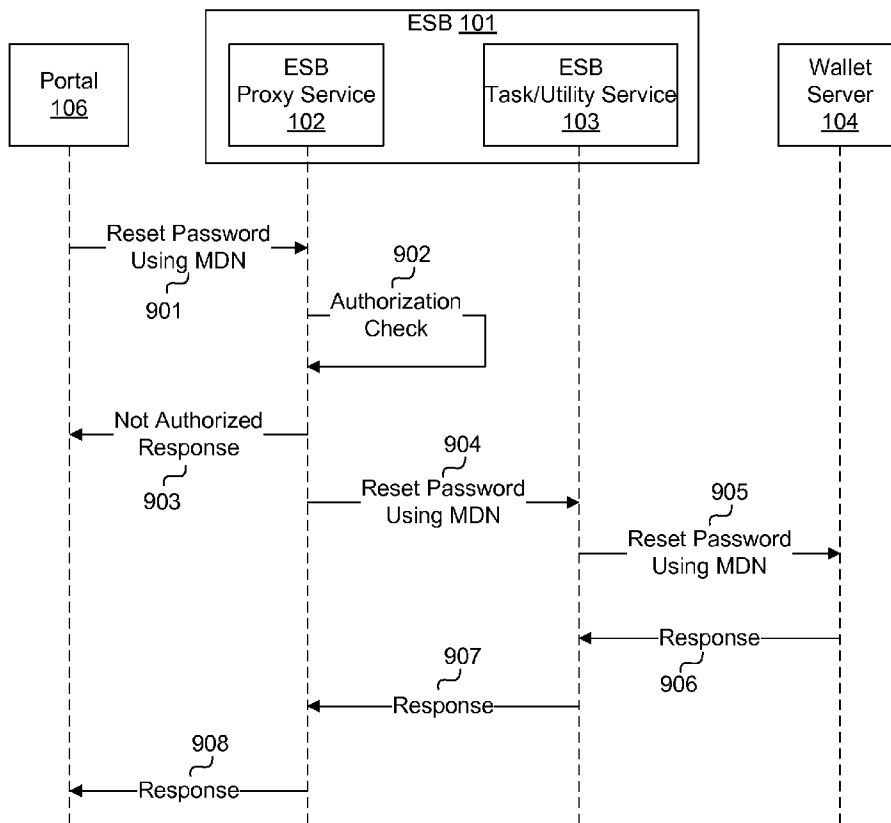 ESB 101
Portal
106
ESB
Proxy Service
102
ESB
Task/Utility Service
103
Wallet
Server
104
Reset Password
Using MDN
901
902
Authorization
Check
Not Authorized
Response
903
904
Reset Password
Using MDN
905
Reset Password
Using MDN
Response
906
907
Response
908
Response